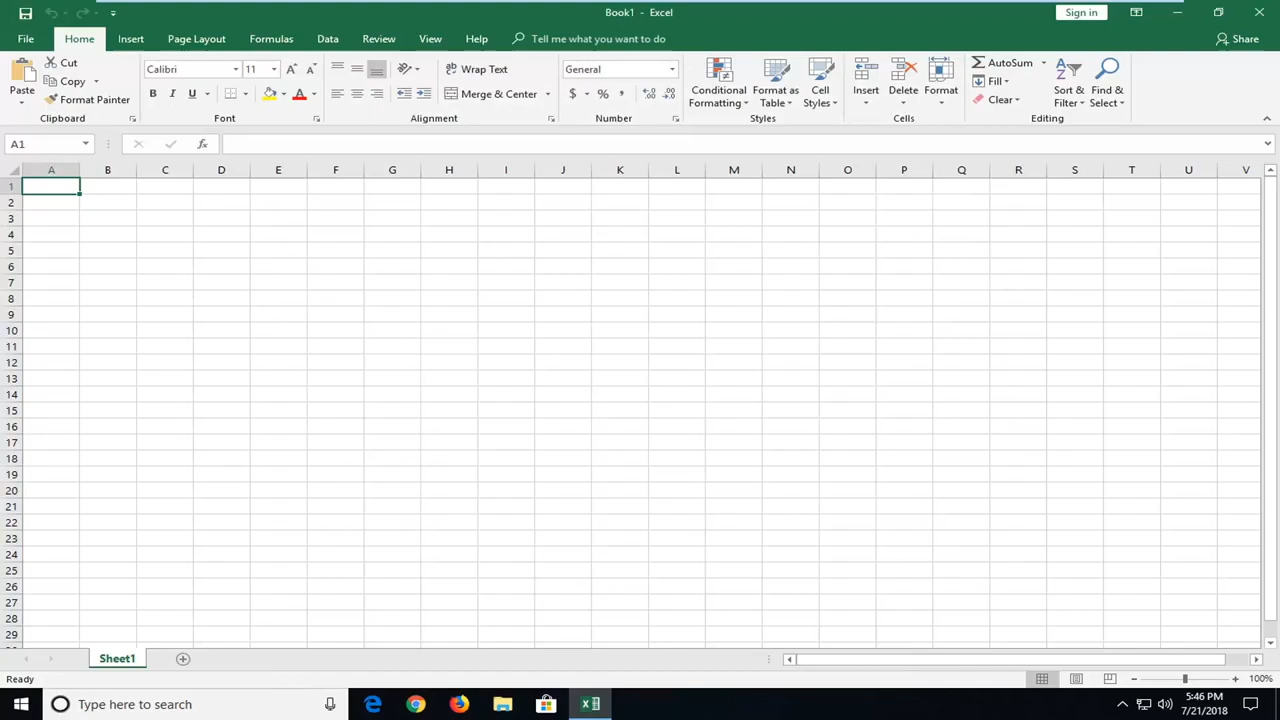 Book1 - Excel
Sign in
File Home Insert Page Layout Formulas Data Review View Help Tell me what you want to do Share
Paste
Cut
Copy
Format Painter
Clipboard
Calibri 11
B I U A
Font
Wrap Text
Merge & Center
Alignment
General
$ % ,
Number
Conditional Formatting
Format as Table
Cell Styles
Styles
Insert
Delete
Format
Cells
AutoSum
Fill
Clear
Sort & Filter
Find & Select
Editing
A1 fx
A B C D E F G H I J K L M N O P Q R S T U V
1
2
3
4
5
6
7
8
9
10
11
12
13
14
15
16
17
18
19
20
21
22
23
24
25
26
27
28
29
Sheet1
Ready 100%
Type here to search
5:46 PM
7/21/2018